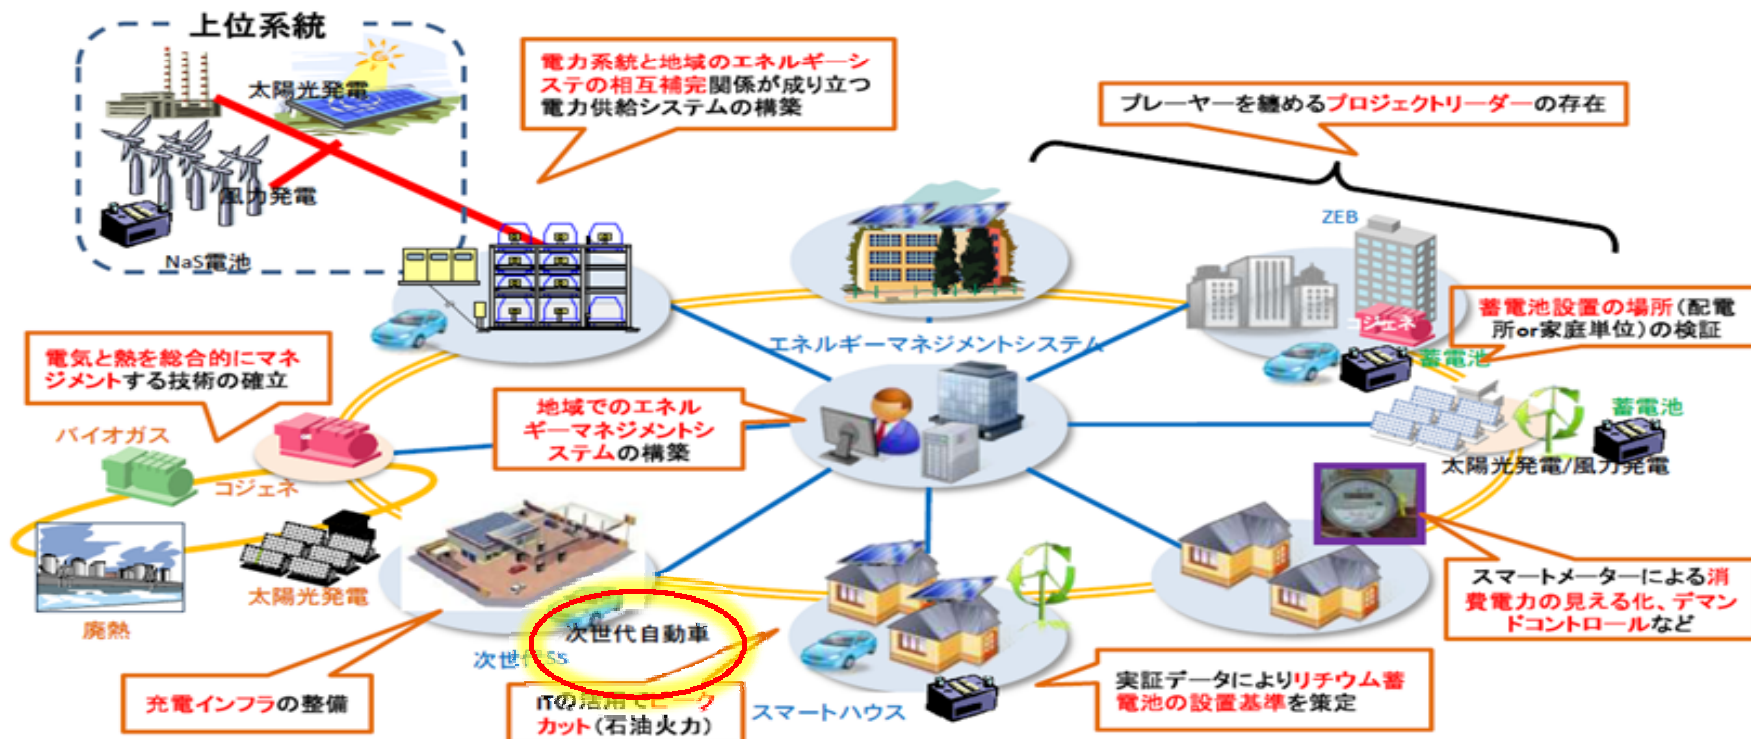 上位系統
太陽光発電
風力発電
NaS電池
電力系統と地域のエネルギーシ
ステの相互補完関係が成り立つ
電力供給システムの構築
プレーヤーを纏めるプロジェクトリーダーの存在
ZEB
コジェネ
蓄電池
蓄電池設置の場所(配電
所or家庭単位)の検証
エネルギーマネジメントシステム
電気と熱を総合的にマネ
ジメントする技術の確立
地域でのエネル
ギーマネジメントシ
ステムの構築
バイオガス
コジェネ
蓄電池
太陽光発電/風力発電
廃熱
太陽光発電
次世代自動車
次世代SS
スマートメーターによる消
費電力の見える化、デマン
ドコントロールなど
充電インフラの整備
ITの活用でピーク
カット(石油火力)
スマートハウス
実証データによりリチウム蓄
電池の設置基準を策定